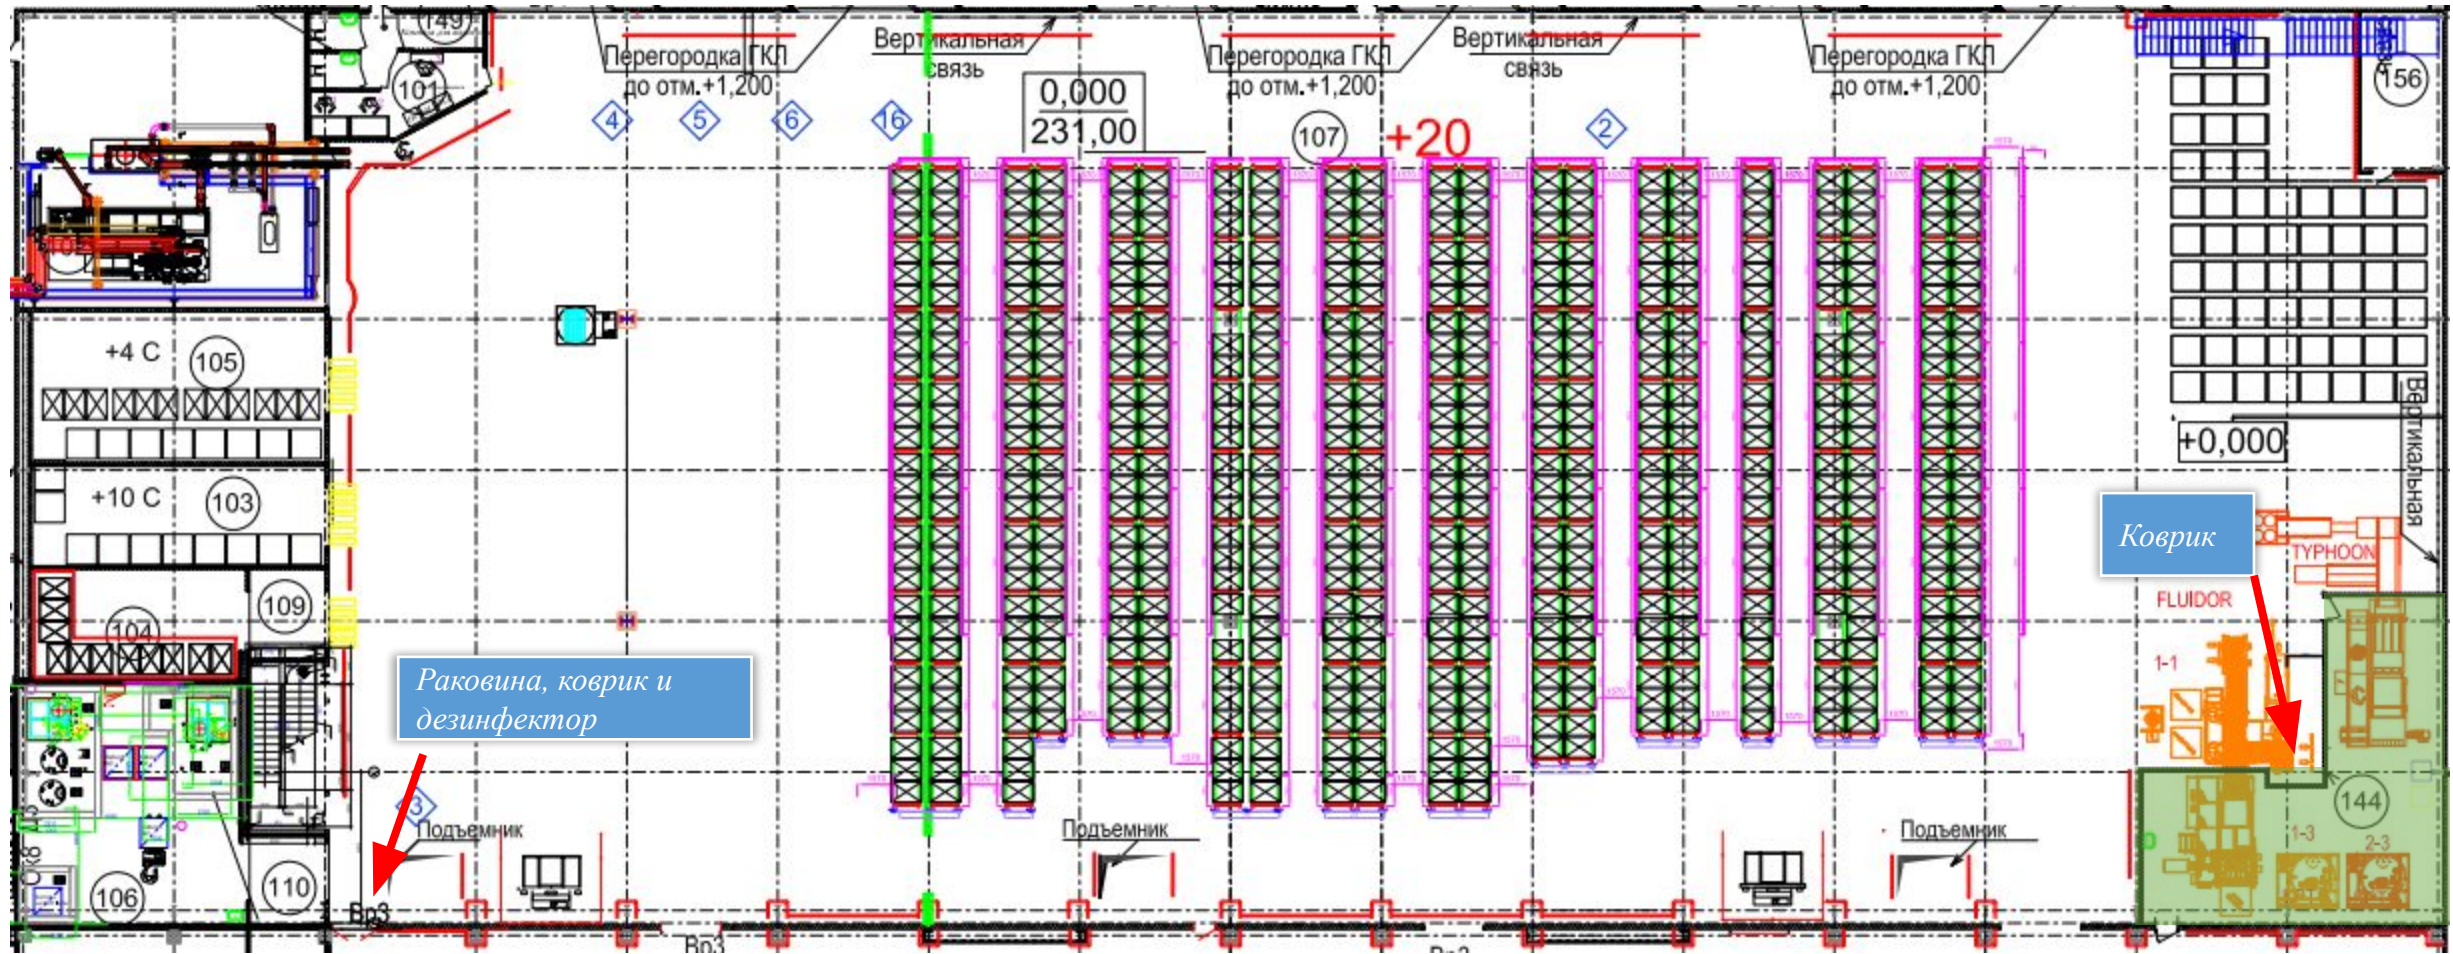 149
101
Перегородка ГКЛ
до отм.+1,200
Вертикальная
связь
0,000
231,00
Перегородка ГКЛ
до отм.+1,200
Вертикальная
связь
Перегородка ГКЛ
до отм.+1,200
156
4
5
6
16
107
+20
2
+4 С
105
+10 С
103
109
104
+0,000
Вертикальная
Коврик
TYPHOON
FLUIDOR
1-1
Раковина, коврик и
дезинфектор
3
Подъемник
Подъемник
Подъемник
144
1-3
2-3
106
110
Вр3
Вр3